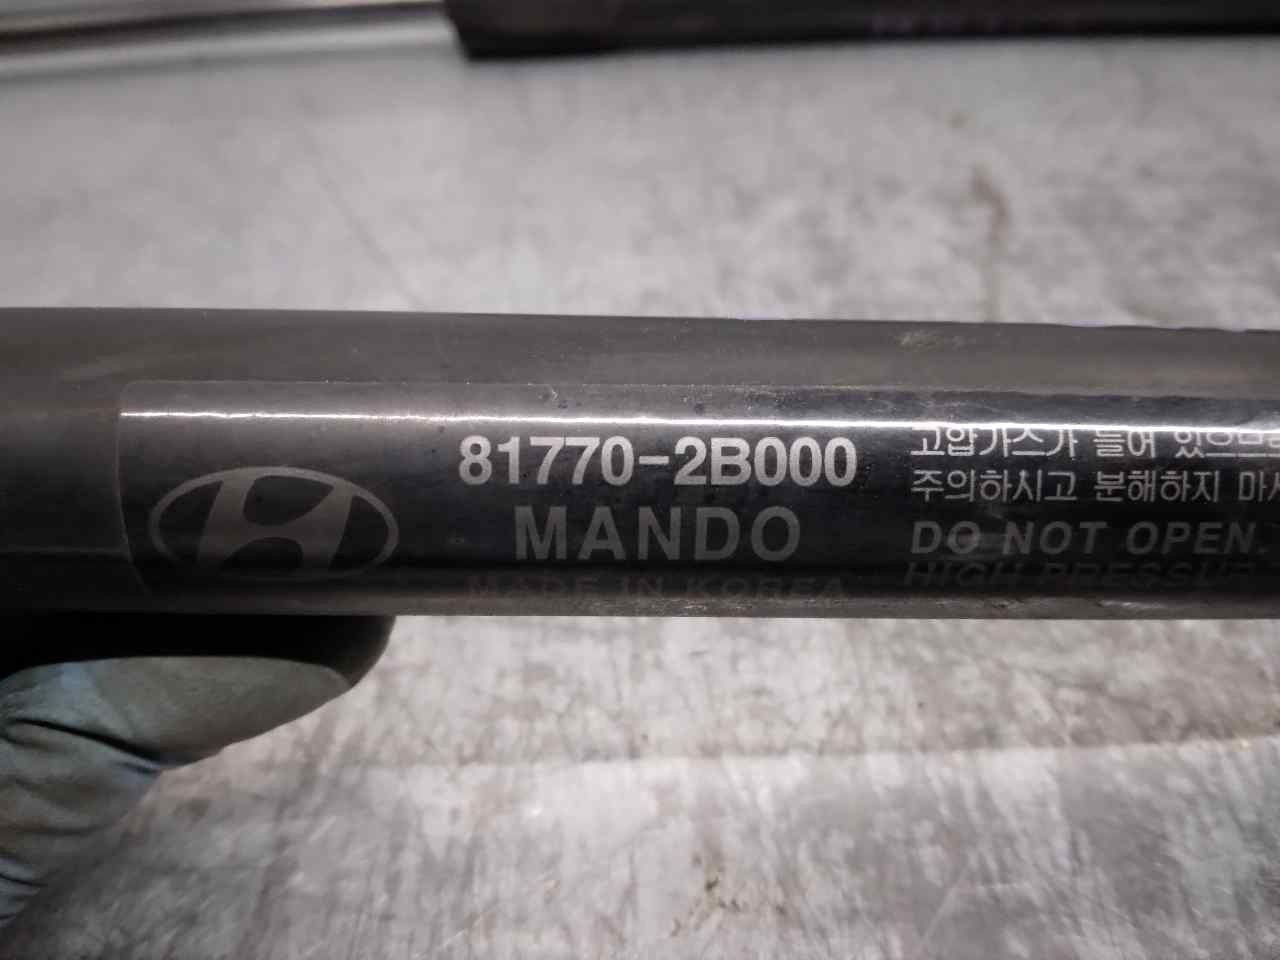 81770-2B000
MANDO
MADE IN KOREA
고압가스가 들어 있으므로
주의하시고 분해하지 마시
DO NOT OPEN.
HIGH PRESSUR